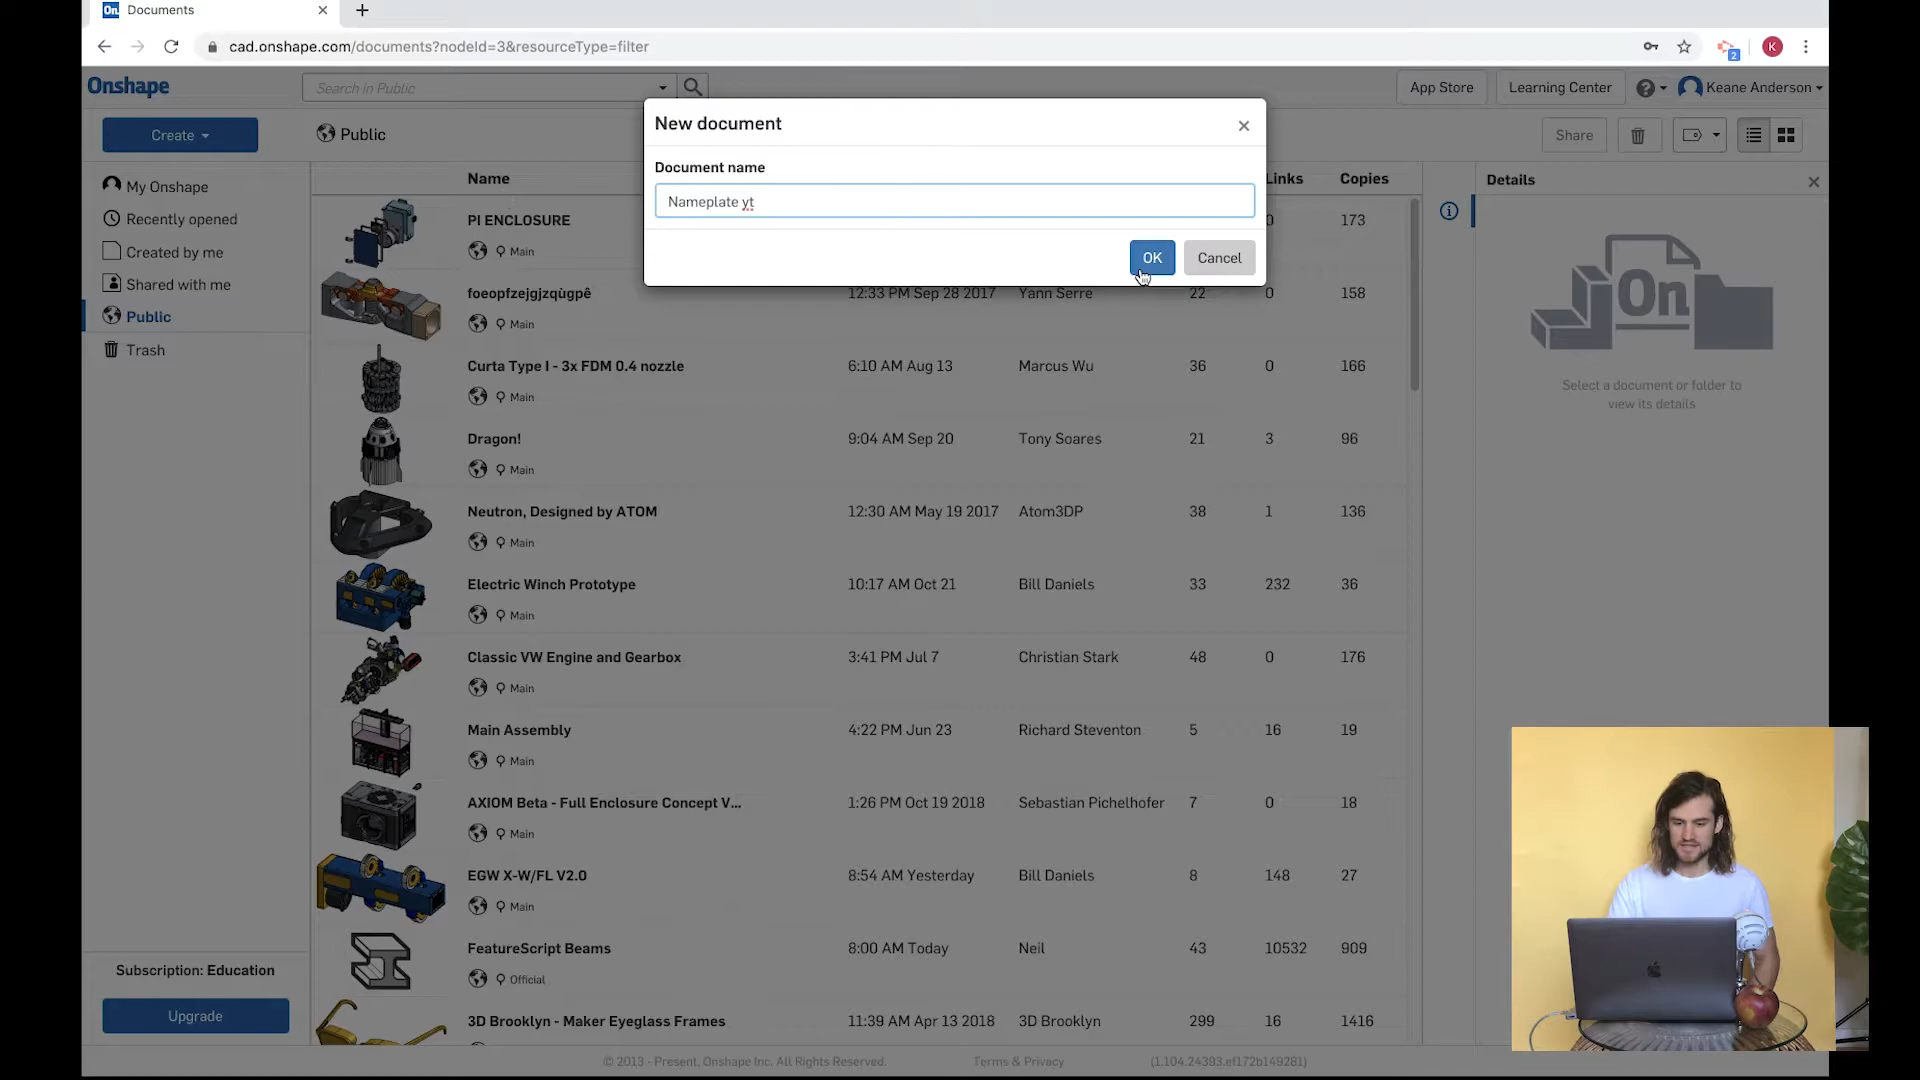 On Documents
cad.onshape.com/documents?nodeId=3&resourceType=filter
2
K
Onshape
Search in Public
App Store
Learning Center
?
Keane Anderson
Create
Public
Share
New document
Document name
Nameplate yt
OK
Cancel
My Onshape
Recently opened
Created by me
Shared with me
Public
Trash
Name
Links
Copies
PI ENCLOSURE
0
173
Main
foeopfzejgjzqùgpê
12:33 PM Sep 28 2017
Yann Serre
22
0
158
Main
Curta Type I - 3x FDM 0.4 nozzle
6:10 AM Aug 13
Marcus Wu
36
0
166
Main
Dragon!
9:04 AM Sep 20
Tony Soares
21
3
96
Main
Neutron, Designed by ATOM
12:30 AM May 19 2017
Atom3DP
38
1
136
Main
Electric Winch Prototype
10:17 AM Oct 21
Bill Daniels
33
232
36
Main
Classic VW Engine and Gearbox
3:41 PM Jul 7
Christian Stark
48
0
176
Main
Main Assembly
4:22 PM Jun 23
Richard Steventon
5
16
19
Main
AXIOM Beta - Full Enclosure Concept V...
1:26 PM Oct 19 2018
Sebastian Pichelhofer
7
0
18
Main
EGW X-W/FL V2.0
8:54 AM Yesterday
Bill Daniels
8
148
27
Main
FeatureScript Beams
8:00 AM Today
Neil
43
10532
909
Official
3D Brooklyn - Maker Eyeglass Frames
11:39 AM Apr 13 2018
3D Brooklyn
299
16
1416
Details
On
Select a document or folder to
view its details
Subscription: Education
Upgrade
© 2013 - Present, Onshape Inc. All Rights Reserved.
Terms & Privacy
(1.104.24393.ef172b149281)